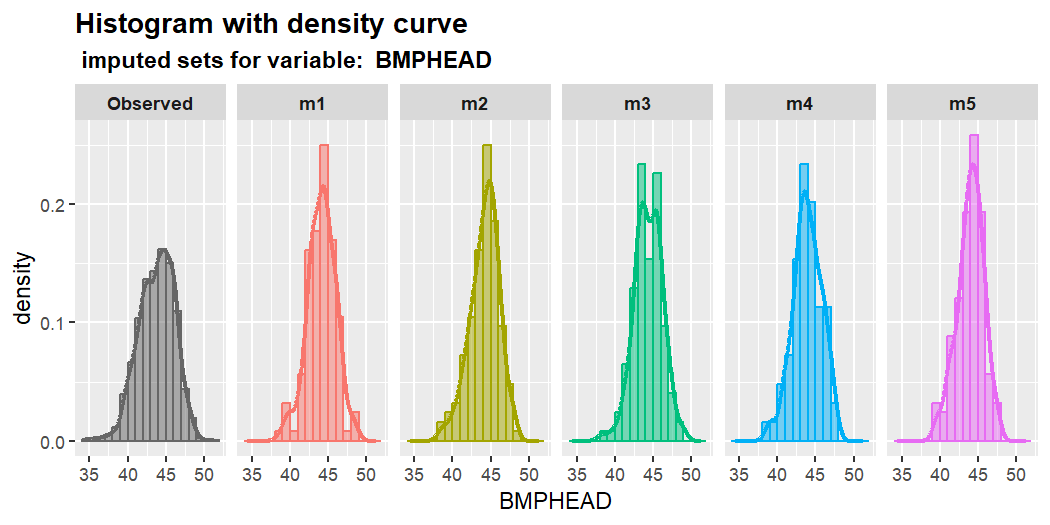 Histogram with density curve
imputed sets for variable:  BMPHEAD
Observed m1 m2 m3 m4 m5
density
0.2
0.1
0.0
35 40 45 50 35 40 45 50 35 40 45 50 35 40 45 50 35 40 45 50 35 40 45 50
BMPHEAD